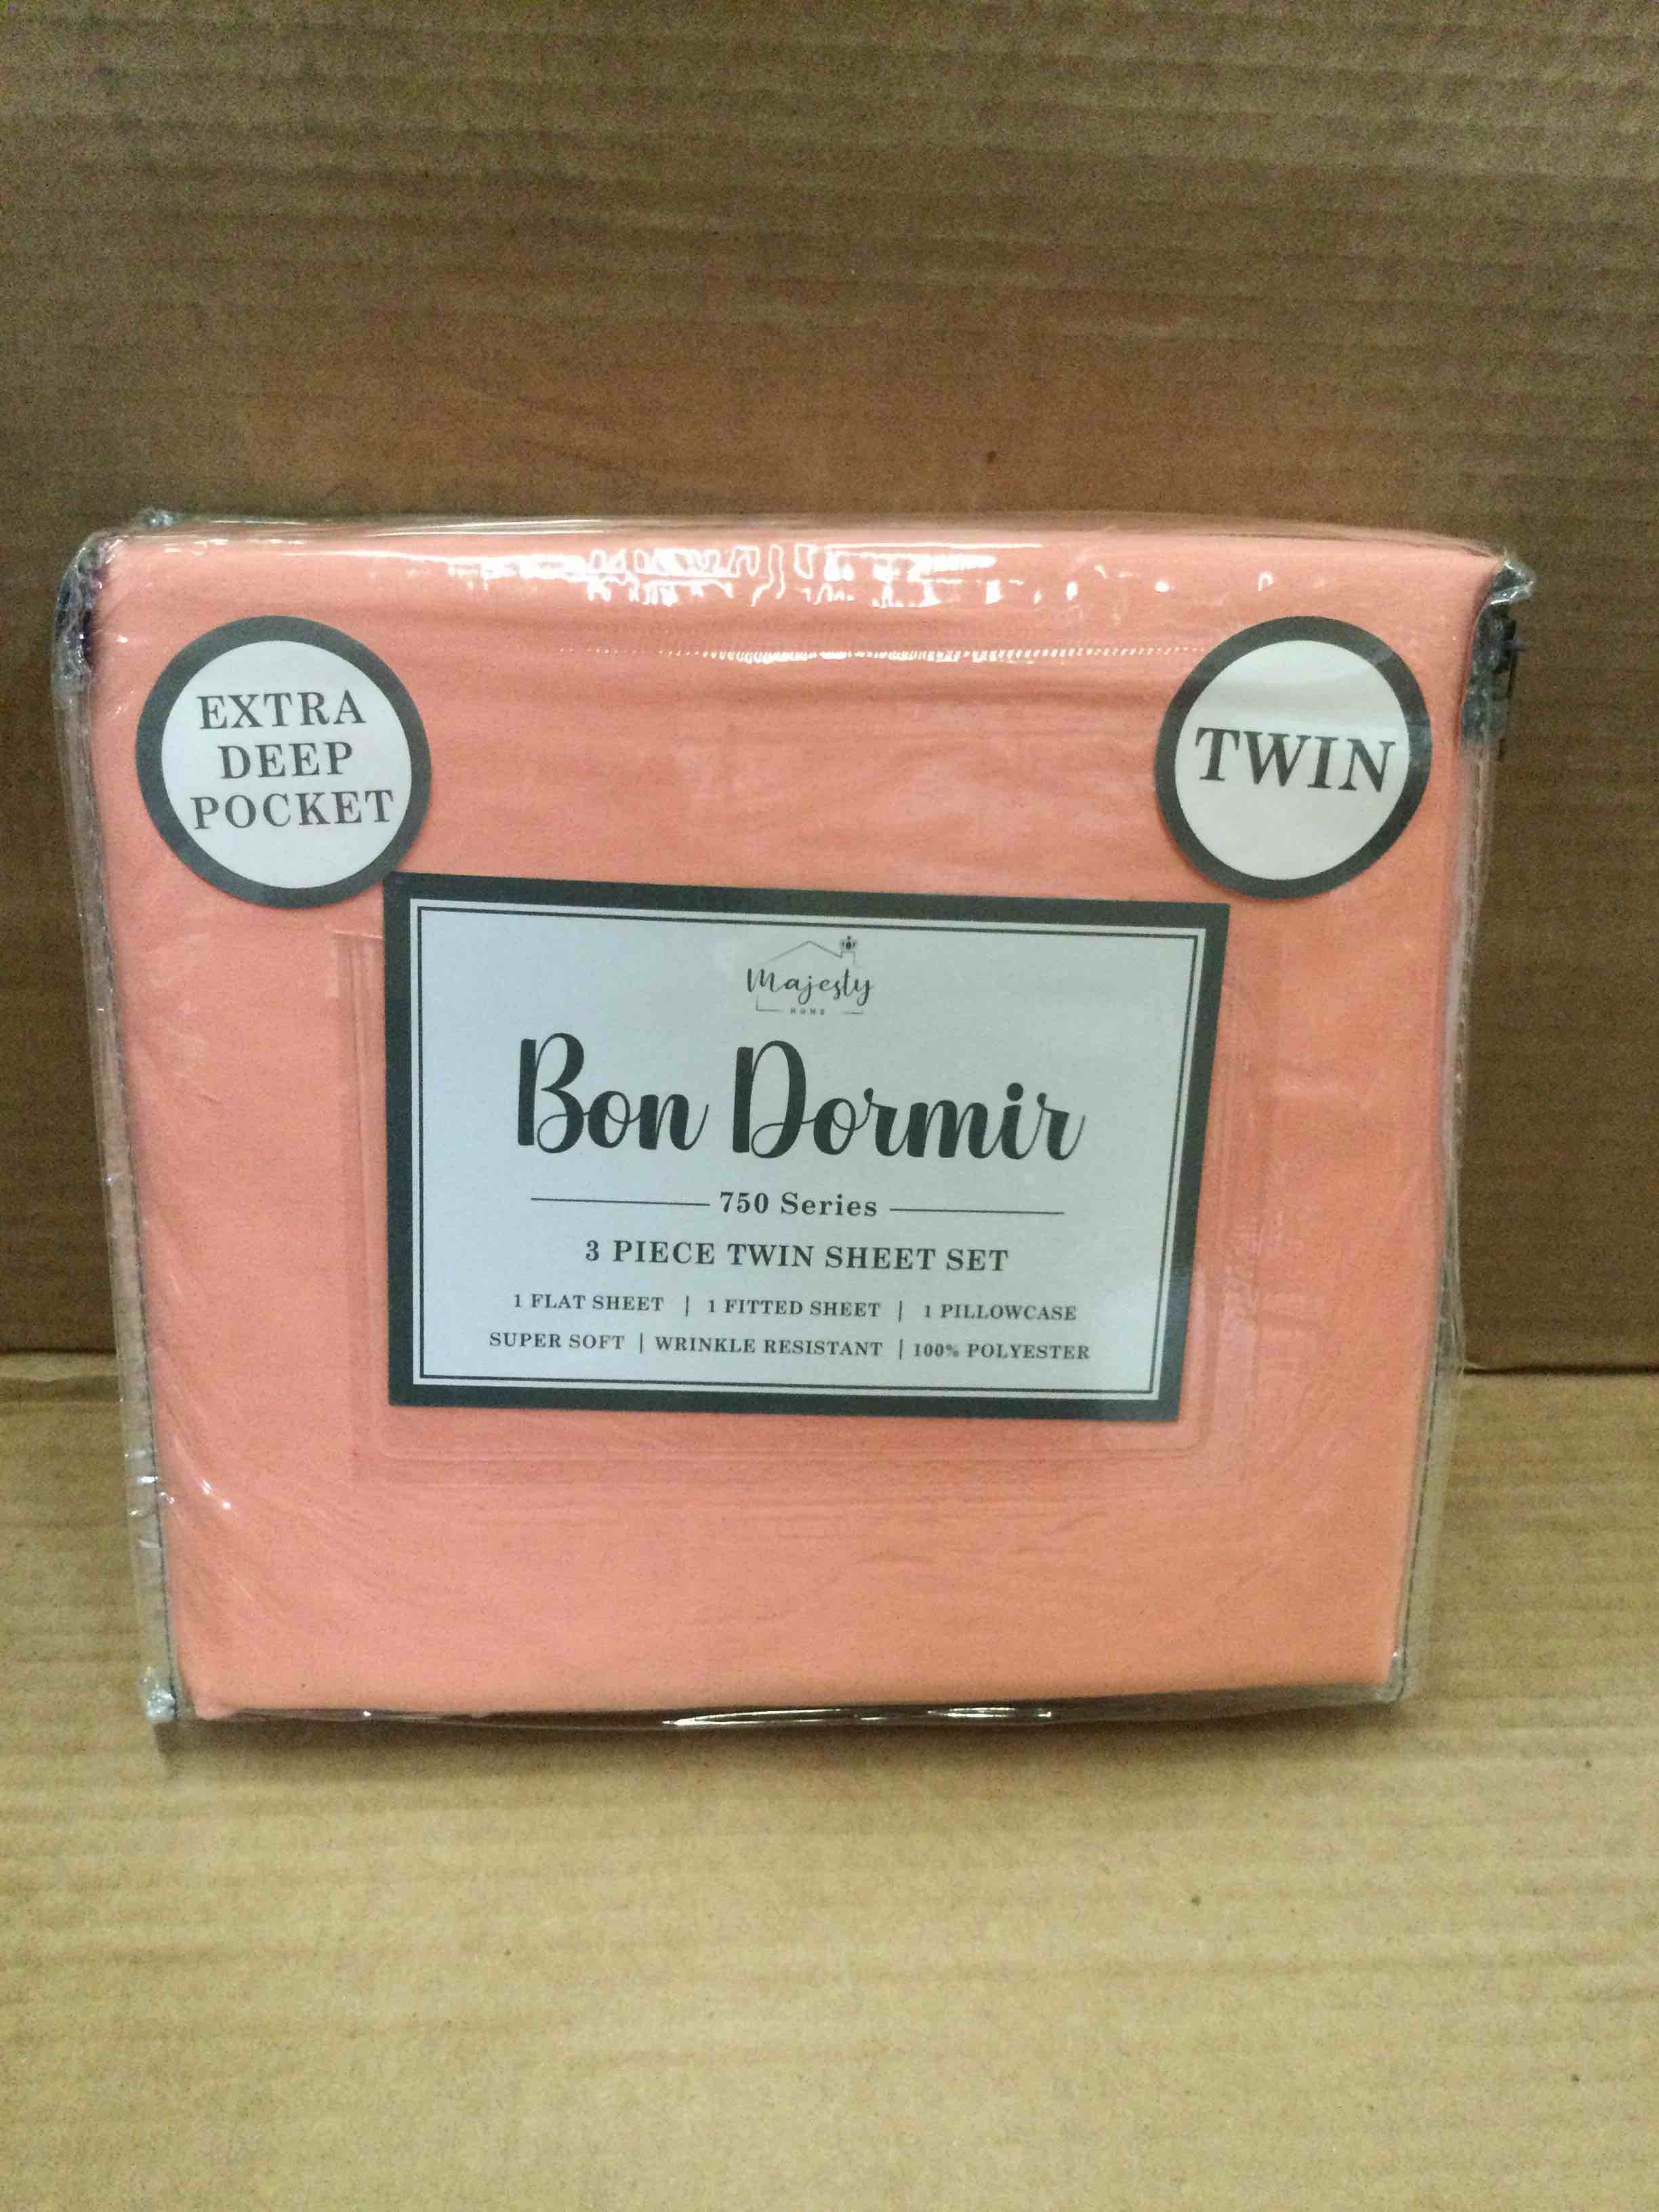 EXTRA
DEEP
POCKET
TWIN
Majesty
HOME
Bon Dormir
750 Series
3 PIECE TWIN SHEET SET
1 FLAT SHEET | 1 FITTED SHEET | 1 PILLOWCASE
SUPER SOFT | WRINKLE RESISTANT | 100% POLYESTER